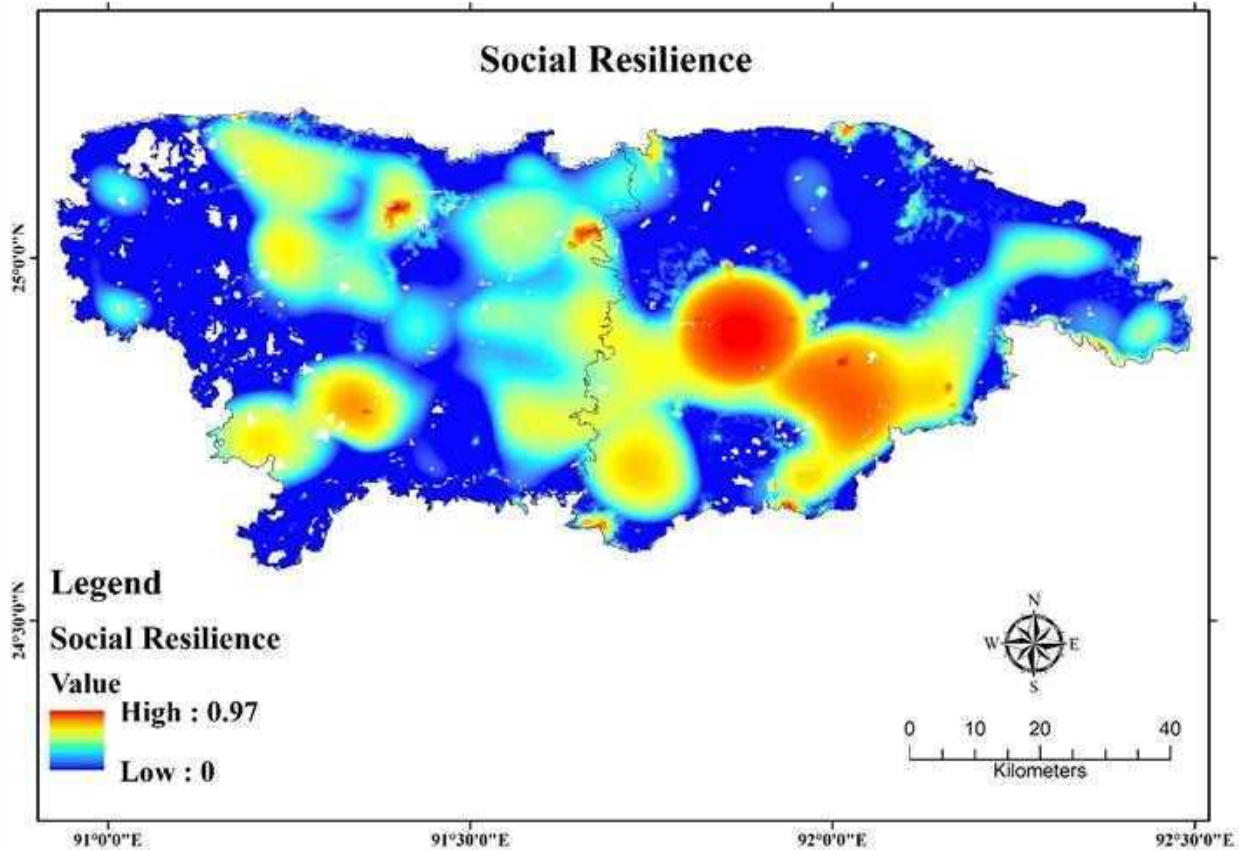 Social Resilience
25°0'0"N
24°30'0"N
Legend
Social Resilience
Value
High : 0.97
Low : 0
N
W E
S
0 10 20 40
Kilometers
91°0'0"E 91°30'0"E 92°0'0"E 92°30'0"E